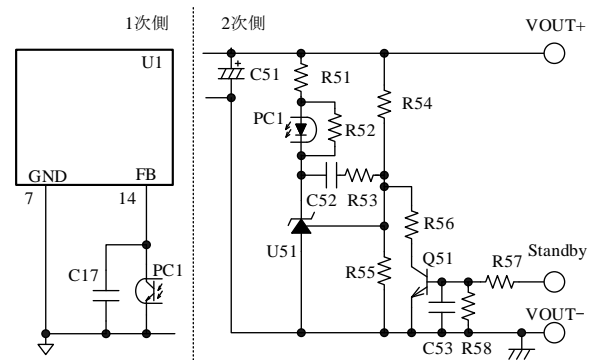 1次側
2次側
VOUT+
U1
C51
R51
R54
PC1
R52
GND
FB
7
14
C52
R53
R56
U51
Q51
Standby
C17
PC1
R55
R57
C53
R58
VOUT−